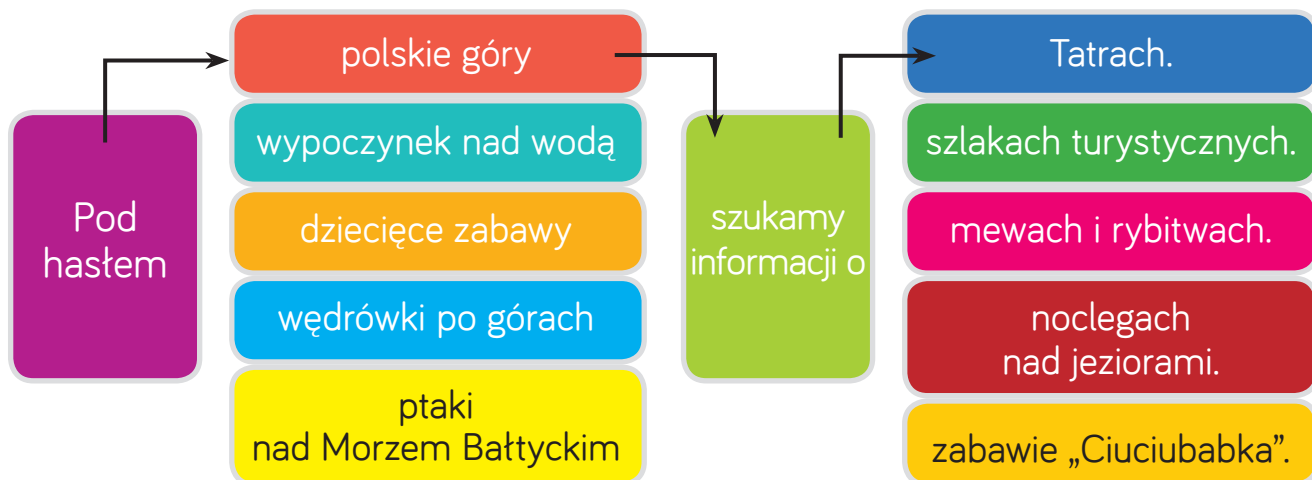 Pod
hasłem
polskie góry
wypoczynek nad wodą
dziecięce zabawy
wędrówki po górach
ptaki
nad Morzem Bałtyckim
szukamy
informacji o
Tatrach.
szlakach turystycznych.
mewach i rybitwach.
noclegach
nad jeziorami.
zabawie „Ciuciubabka”.